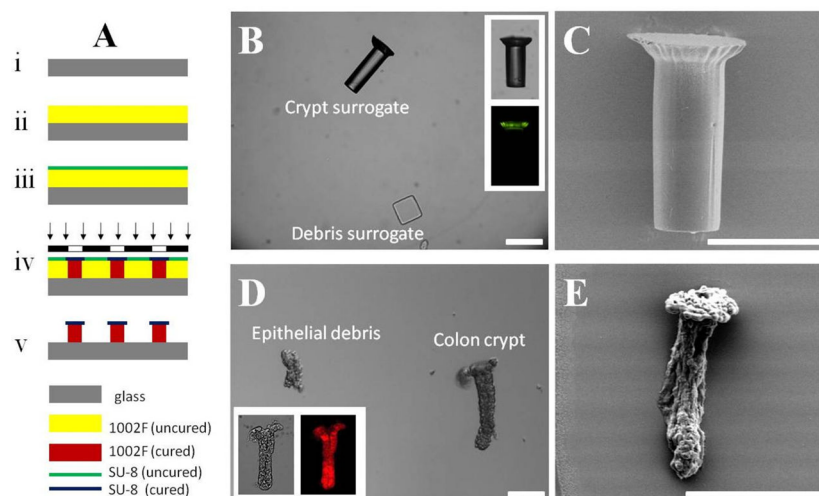 A
i
ii
iii
iv
v
glass
1002F (uncured)
1002F (cured)
SU-8 (uncured)
SU-8 (cured)
B
Crypt surrogate
Debris surrogate
C
D
Epithelial debris
Colon crypt
E